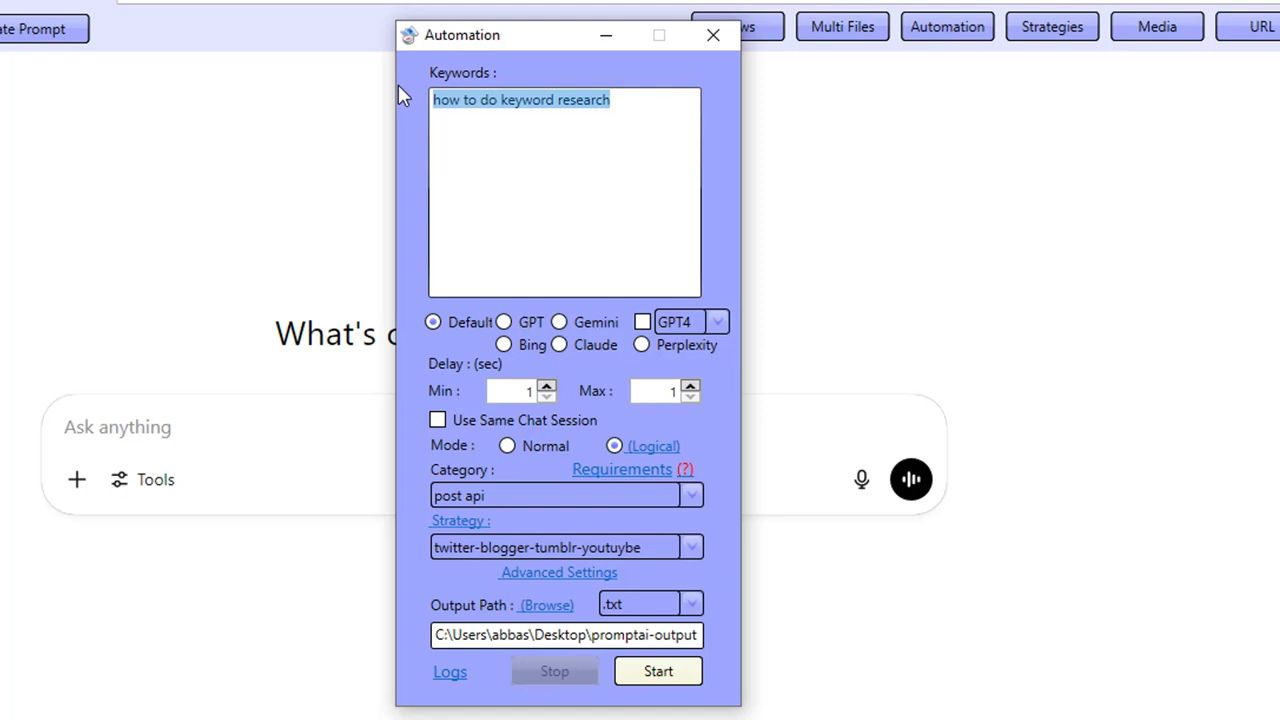 ate Prompt
Automation
ws
Multi Files
Automation
Strategies
Media
URL
Keywords :
how to do keyword research
What's
Default GPT Gemini GPT4
Bing Claude Perplexity
Delay : (sec)
Min : 1 Max : 1
Use Same Chat Session
Mode : Normal (Logical)
Category : Requirements (?)
post api
Strategy :
twitter-blogger-tumblr-youtuybe
Advanced Settings
Output Path : (Browse) .txt
C:\Users\abbas\Desktop\promptai-output
Logs Stop Start
Ask anything
Tools